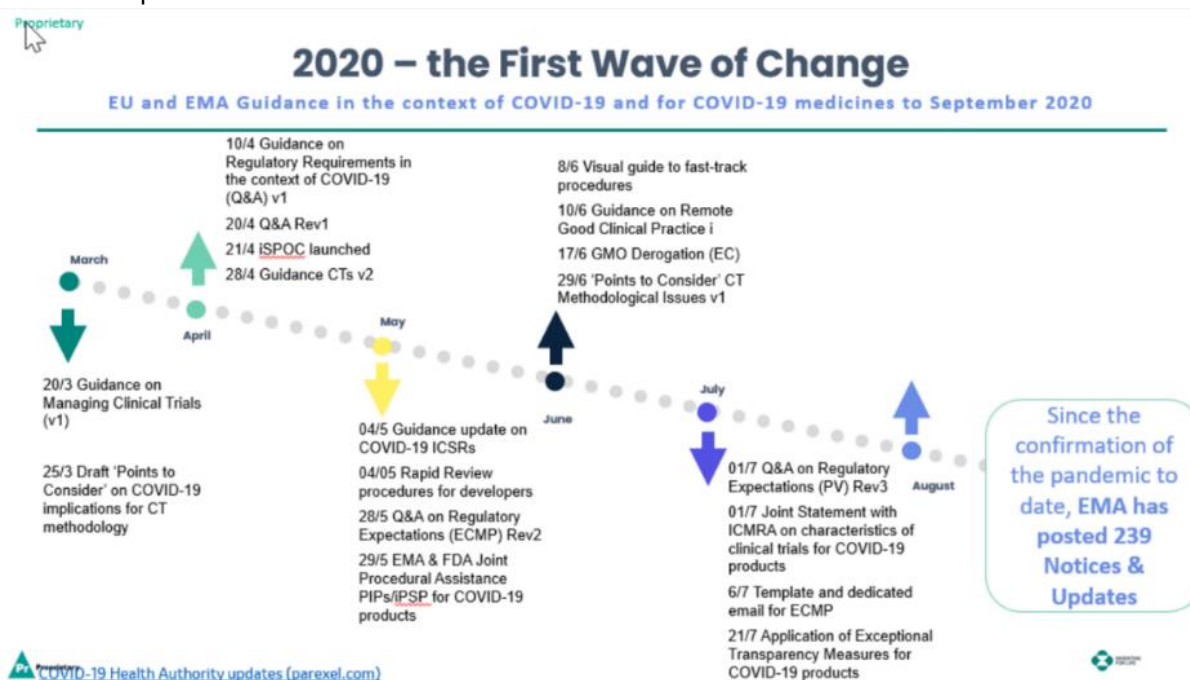 Proprietary
2020 – the First Wave of Change
EU and EMA Guidance in the context of COVID-19 and for COVID-19 medicines to September 2020
March
20/3 Guidance on
Managing Clinical Trials
(v1)
25/3 Draft ‘Points to
Consider’ on COVID-19
implications for CT
methodology
10/4 Guidance on
Regulatory Requirements in
the context of COVID-19
(Q&A) v1
20/4 Q&A Rev1
21/4 iSPOC launched
28/4 Guidance CTs v2
April
May
04/5 Guidance update on
COVID-19 ICSRs
04/05 Rapid Review
procedures for developers
28/5 Q&A on Regulatory
Expectations (ECMP) Rev2
29/5 EMA & FDA Joint
Procedural Assistance
PIPs/iPSP for COVID-19
products
8/6 Visual guide to fast-track
procedures
10/6 Guidance on Remote
Good Clinical Practice i
17/6 GMO Derogation (EC)
29/6 ‘Points to Consider’ CT
Methodological Issues v1
June
July
01/7 Q&A on Regulatory
Expectations (PV) Rev3
01/7 Joint Statement with
ICMRA on characteristics of
clinical trials for COVID-19
products
6/7 Template and dedicated
email for ECMP
21/7 Application of Exceptional
Transparency Measures for
COVID-19 products
August
Since the
confirmation of
the pandemic to
date, EMA has
posted 239
Notices &
Updates
Pr
Proprietary
COVID-19 Health Authority updates (parexel.com)